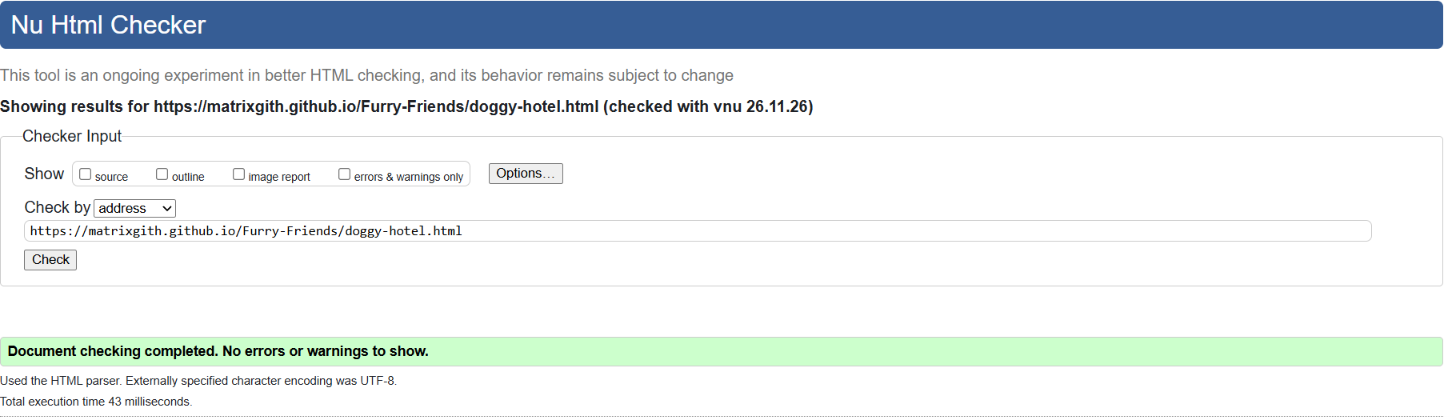 Nu Html Checker
This tool is an ongoing experiment in better HTML checking, and its behavior remains subject to change
Showing results for https://matrixgith.github.io/Furry-Friends/doggy-hotel.html (checked with vnu 26.11.26)
Checker Input
Show source outline image report errors & warnings only Options…
Check by address
https://matrixgith.github.io/Furry-Friends/doggy-hotel.html
Check
Document checking completed. No errors or warnings to show.
Used the HTML parser. Externally specified character encoding was UTF-8.
Total execution time 43 milliseconds.